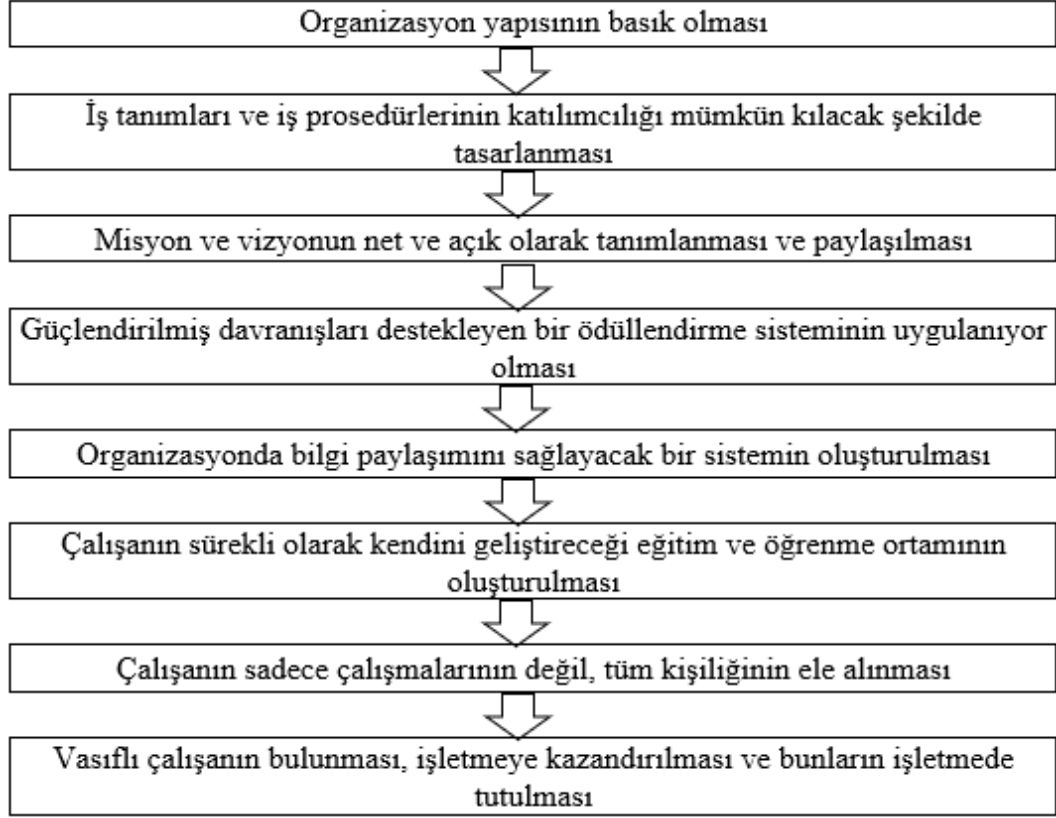 Organizasyon yapısının basık olması
İş tanımları ve iş prosedürlerinin katılımcılığı mümkün kılacak şekilde
tasarlanması
Misyon ve vizyonun net ve açık olarak tanımlanması ve paylaşılması
Güçlendirilmiş davranışları destekleyen bir ödüllendirme sisteminin uygulanıyor
olması
Organizasyonda bilgi paylaşımını sağlayacak bir sistemin oluşturulması
Çalışanın sürekli olarak kendini geliştireceği eğitim ve öğrenme ortamının
oluşturulması
Çalışanın sadece çalışmalarının değil, tüm kişiliğinin ele alınması
Vasıflı çalışanın bulunması, işletmeye kazandırılması ve bunların işletmede
tutulması